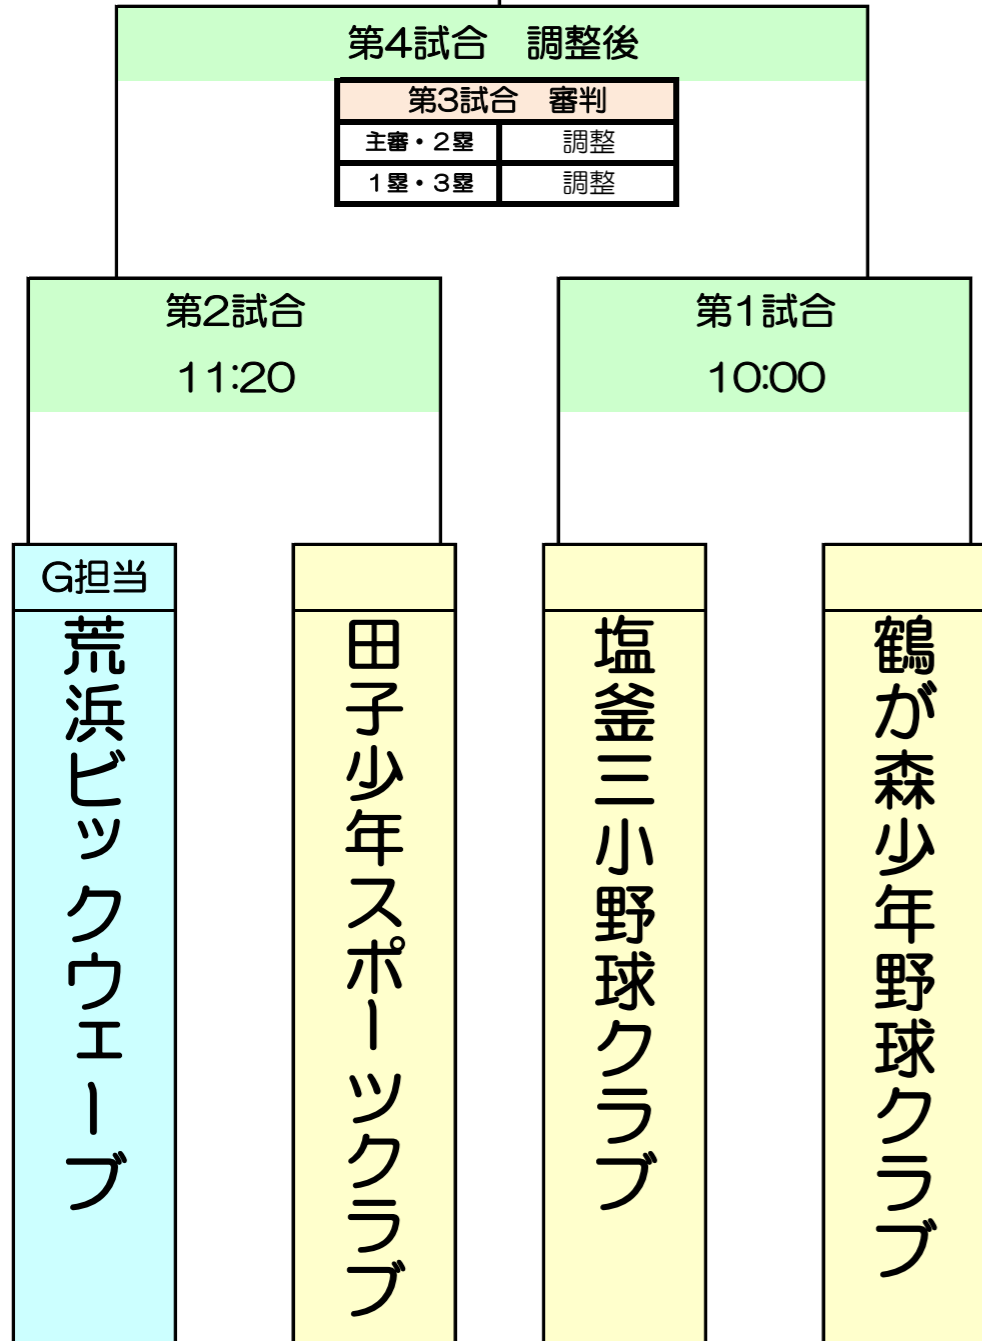 第4試合　調整後
第3試合　審判
主審・2塁
調整
1塁・3塁
調整
第2試合
11:20
第1試合
10:00
G担当
荒浜ビックウェーブ
田子少年スポーツクラブ
塩釜三小野球クラブ
鶴が森少年野球クラブ